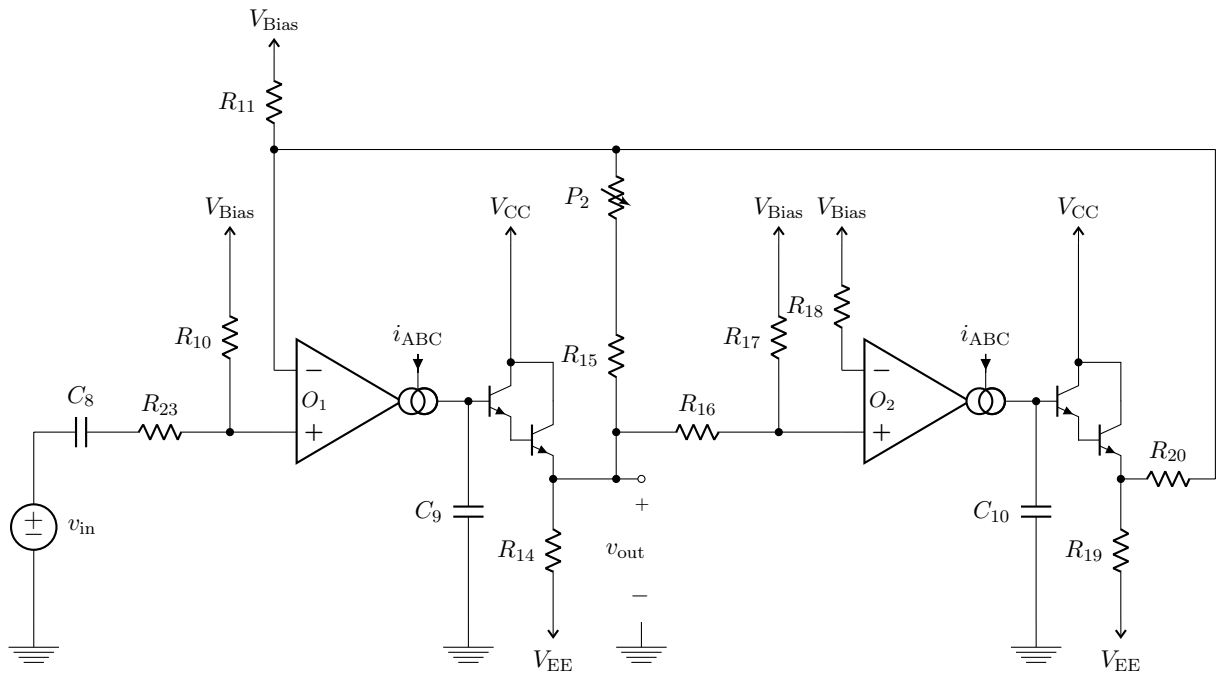 V_Bias
R_11
P_2
V_Bias
V_CC
V_Bias
V_Bias
V_CC
R_10
i_ABC
R_15
R_17
R_18
i_ABC
C_8
R_23
−
O_1
+
R_16
−
O_2
+
R_20
v_in
+
−
C_9
R_14
+
v_out
−
C_10
R_19
V_EE
V_EE